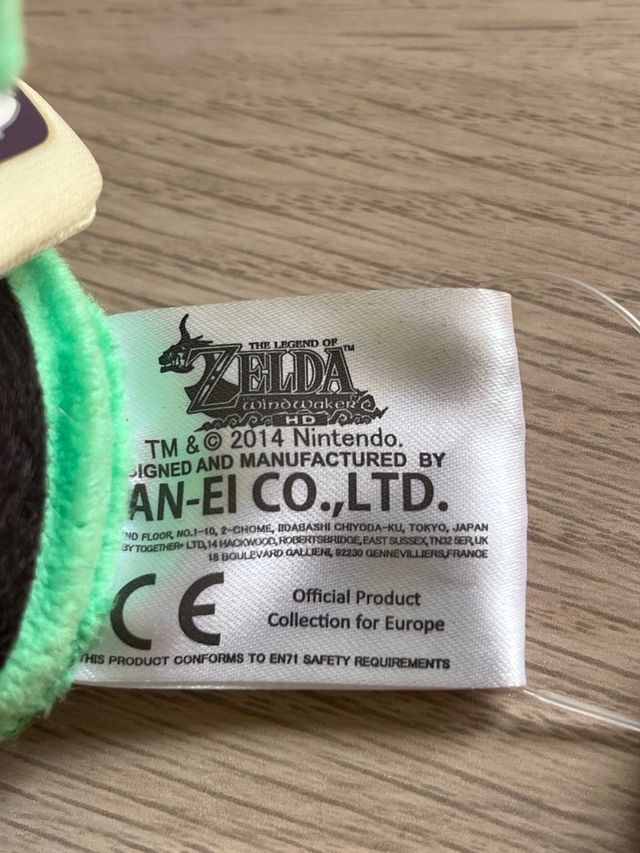 THE LEGEND OF
ZELDA™
Wind Waker
HD
TM & © 2014 Nintendo.
SIGNED AND MANUFACTURED BY
AN-EI CO.,LTD.
ND FLOOR, NO.1-10, 2-CHOME, IIDABASHI CHIYODA-KU, TOKYO, JAPAN
BY TOGETHER+ LTD,14 HACKWOOD, ROBERTSBRIDGE, EAST SUSSEX, TN32 5ER, UK
15 BOULEVARD GALLIENI, 92230 GENNEVILLIERS,FRANCE
CE
Official Product
Collection for Europe
HIS PRODUCT CONFORMS TO EN71 SAFETY REQUIREMENTS